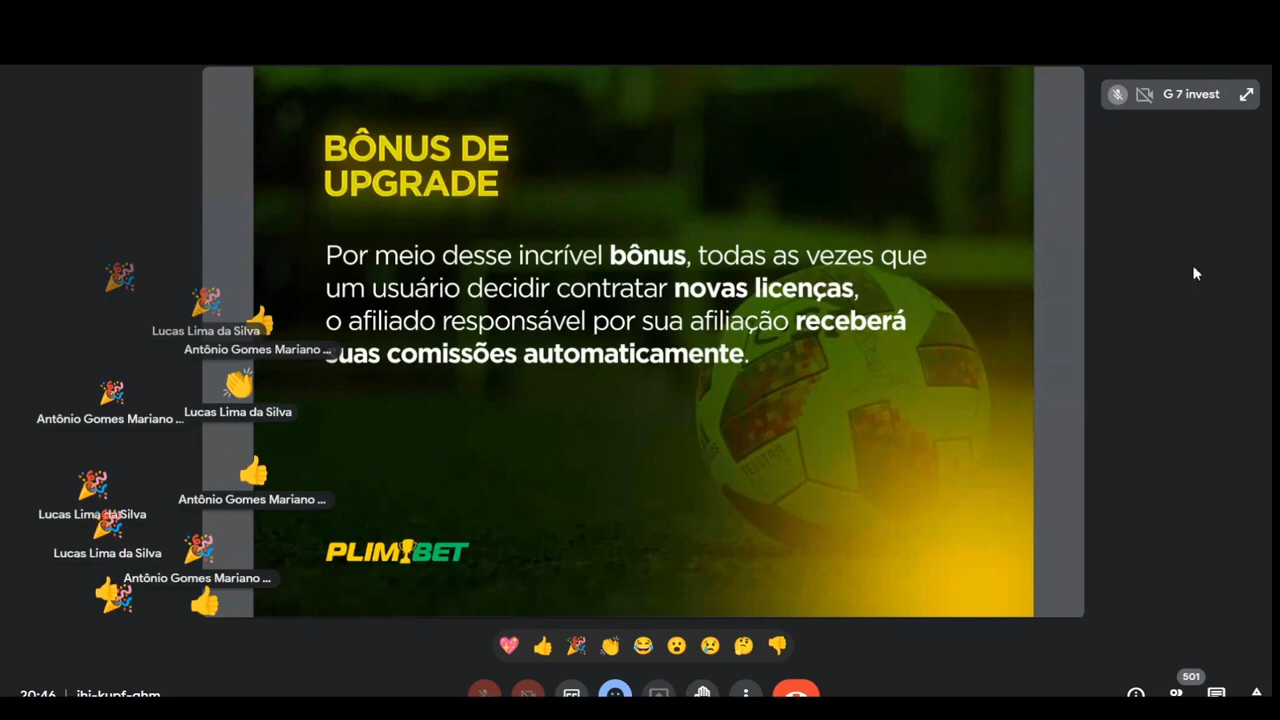 G 7 invest
BÔNUS DE
UPGRADE
Por meio desse incrível bônus, todas as vezes que
um usuário decidir contratar novas licenças,
o afiliado responsável por sua afiliação receberá
suas comissões automaticamente.
Lucas Lima da Silva
Antônio Gomes Mariano ...
Lucas Lima da Silva
Antônio Gomes Mariano ...
Antônio Gomes Mariano ...
Lucas Lima da Silva
Lucas Lima da Silva
Antônio Gomes Mariano ...
PLIMBET
501
20:46 | jhj-kupf-ghm